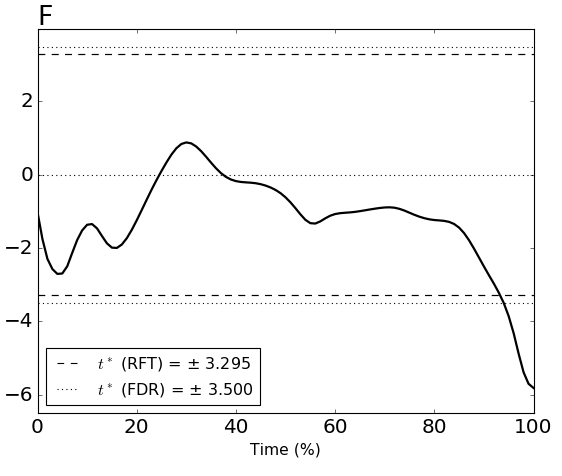 F
2
0
−2
−4
−6
t* (RFT) = ± 3.295
t* (FDR) = ± 3.500
0 20 40 60 80 100
Time (%)